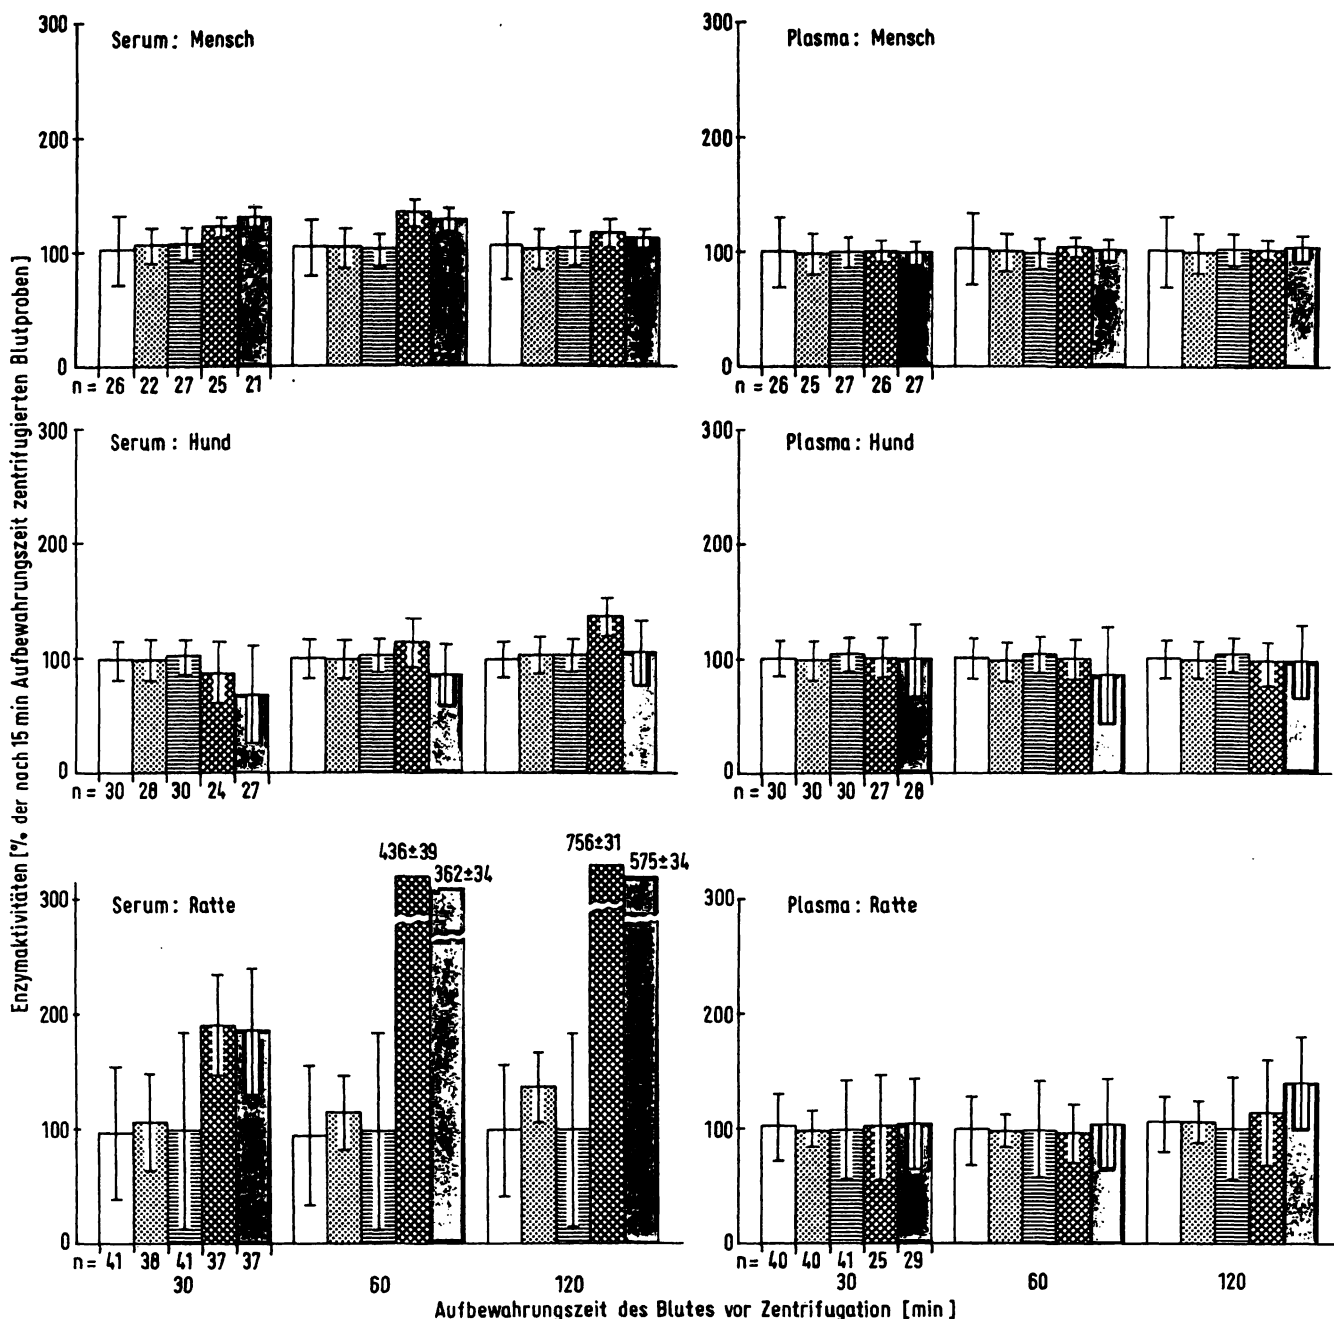 Enzymaktivitäten [% der nach 15 min Aufbewahrungszeit zentrifugierten Blutproben]
Serum: Mensch
300
200
100
0
n = 26 22 27 25 21
Plasma: Mensch
300
200
100
0
n = 26 25 27 26 27
Serum: Hund
300
200
100
0
n = 30 28 30 24 27
Plasma: Hund
300
200
100
0
n = 30 30 30 27 28
Serum: Ratte
436±39
362±34
756±31
575±34
300
200
100
0
n = 41 38 41 37 37
30 60 120
Plasma: Ratte
300
200
100
0
n = 40 40 41 25 29
30 60 120
Aufbewahrungszeit des Blutes vor Zentrifugation [min]